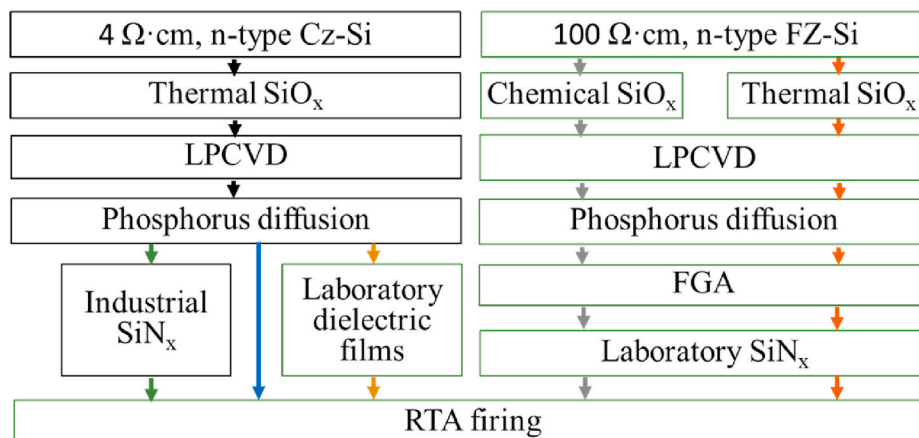 4 Ω·cm, n-type Cz-Si
Thermal SiOₓ
LPCVD
Phosphorus diffusion
Industrial
SiNₓ
Laboratory
dielectric
films
100 Ω·cm, n-type FZ-Si
Chemical SiOₓ
Thermal SiOₓ
LPCVD
Phosphorus diffusion
FGA
Laboratory SiNₓ
RTA firing